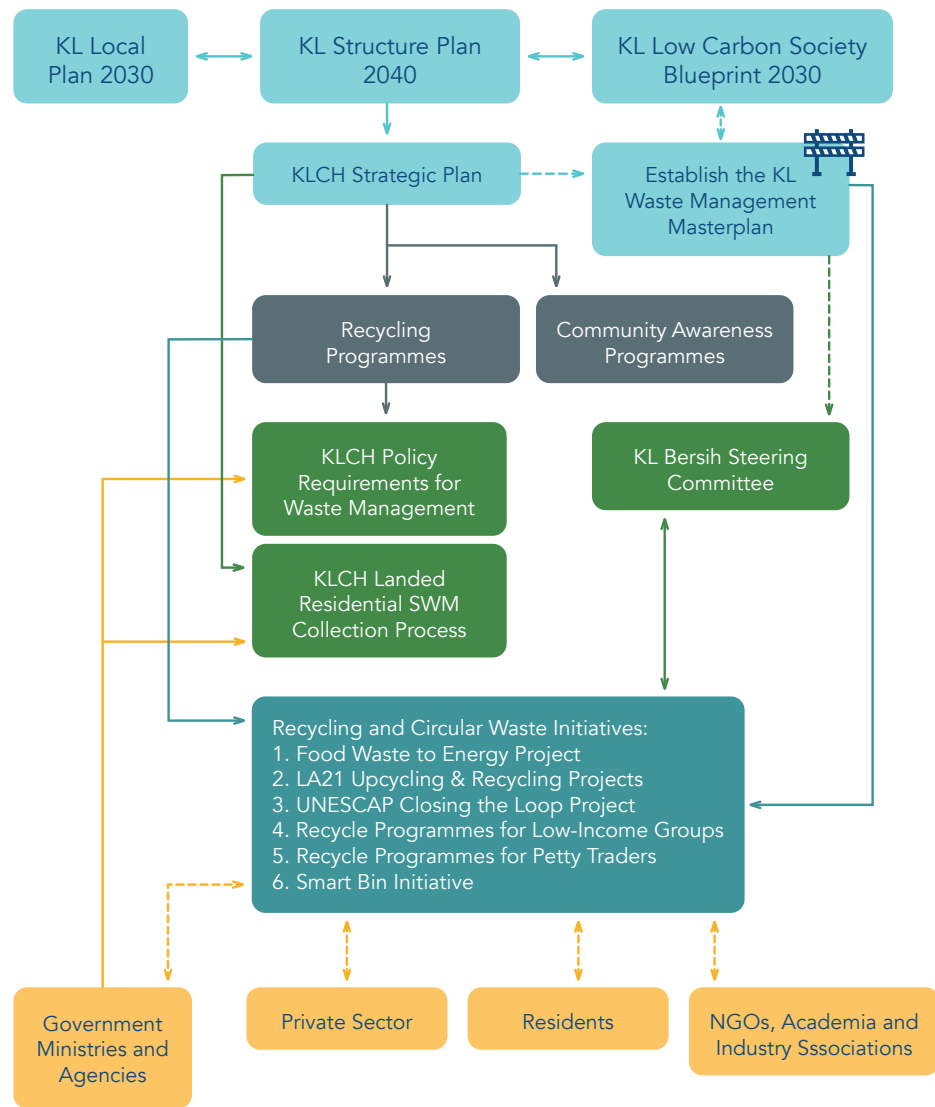 KL Local
Plan 2030
KL Structure Plan
2040
KL Low Carbon Society
Blueprint 2030
KLCH Strategic Plan
Establish the KL
Waste Management
Masterplan
Recycling
Programmes
Community Awareness
Programmes
KLCH Policy
Requirements for
Waste Management
KL Bersih Steering
Committee
KLCH Landed
Residential SWM
Collection Process
Recycling and Circular Waste Initiatives:
1. Food Waste to Energy Project
2. LA21 Upcycling & Recycling Projects
3. UNESCAP Closing the Loop Project
4. Recycle Programmes for Low-Income Groups
5. Recycle Programmes for Petty Traders
6. Smart Bin Initiative
Government
Ministries and
Agencies
Private Sector
Residents
NGOs, Academia and
Industry Sssociations